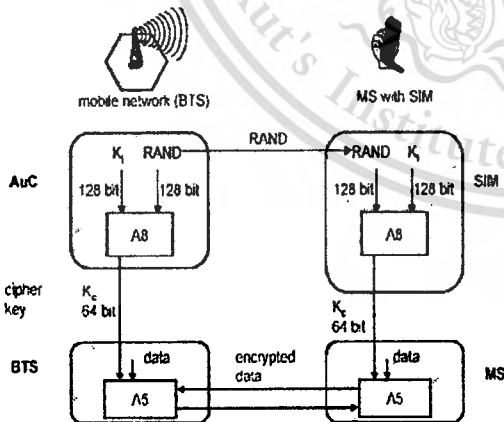 mobile network (BTS)
MS with SIM
ut's Institute
RAND
AuC
Ki RAND
RAND Ki
SIM
128 bit 128 bit
128 bit 128 bit
A8
A8
cipher
key
Kc
64 bit
Kc
64 bit
BTS
data
encrypted
data
data
MS
A5
A5